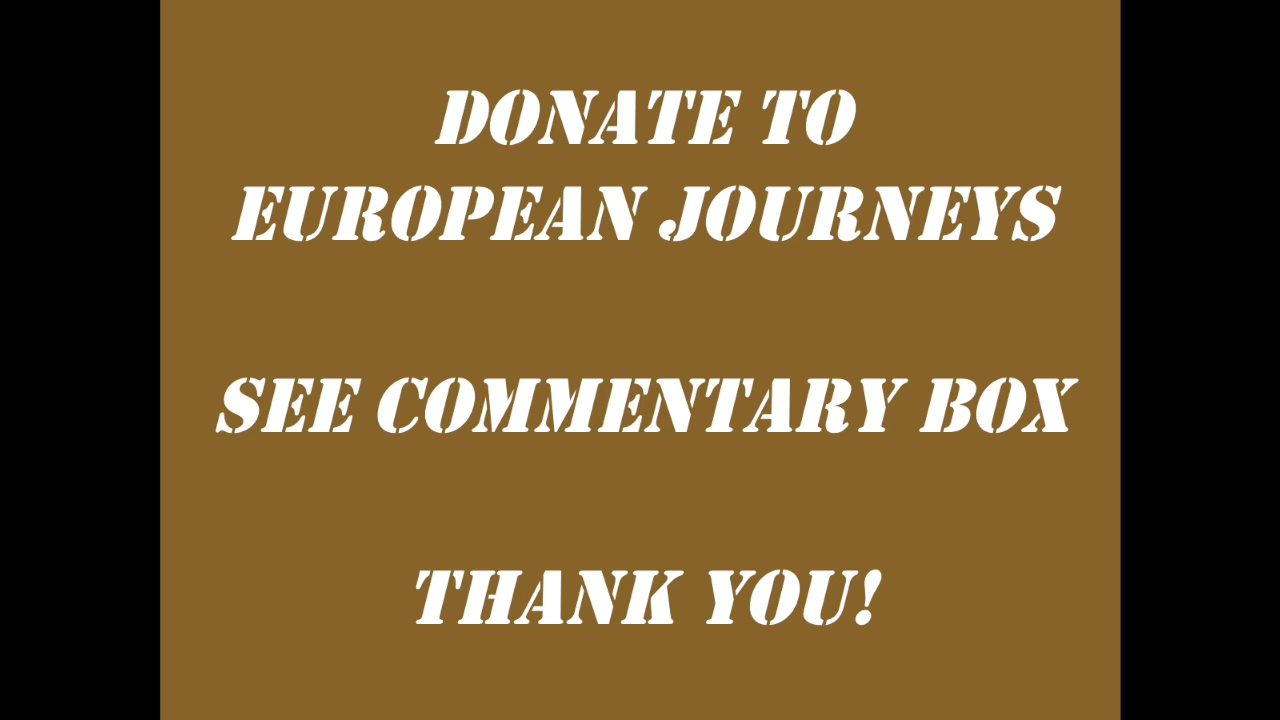 DONATE TO
EUROPEAN JOURNEYS
SEE COMMENTARY BOX
THANK YOU!